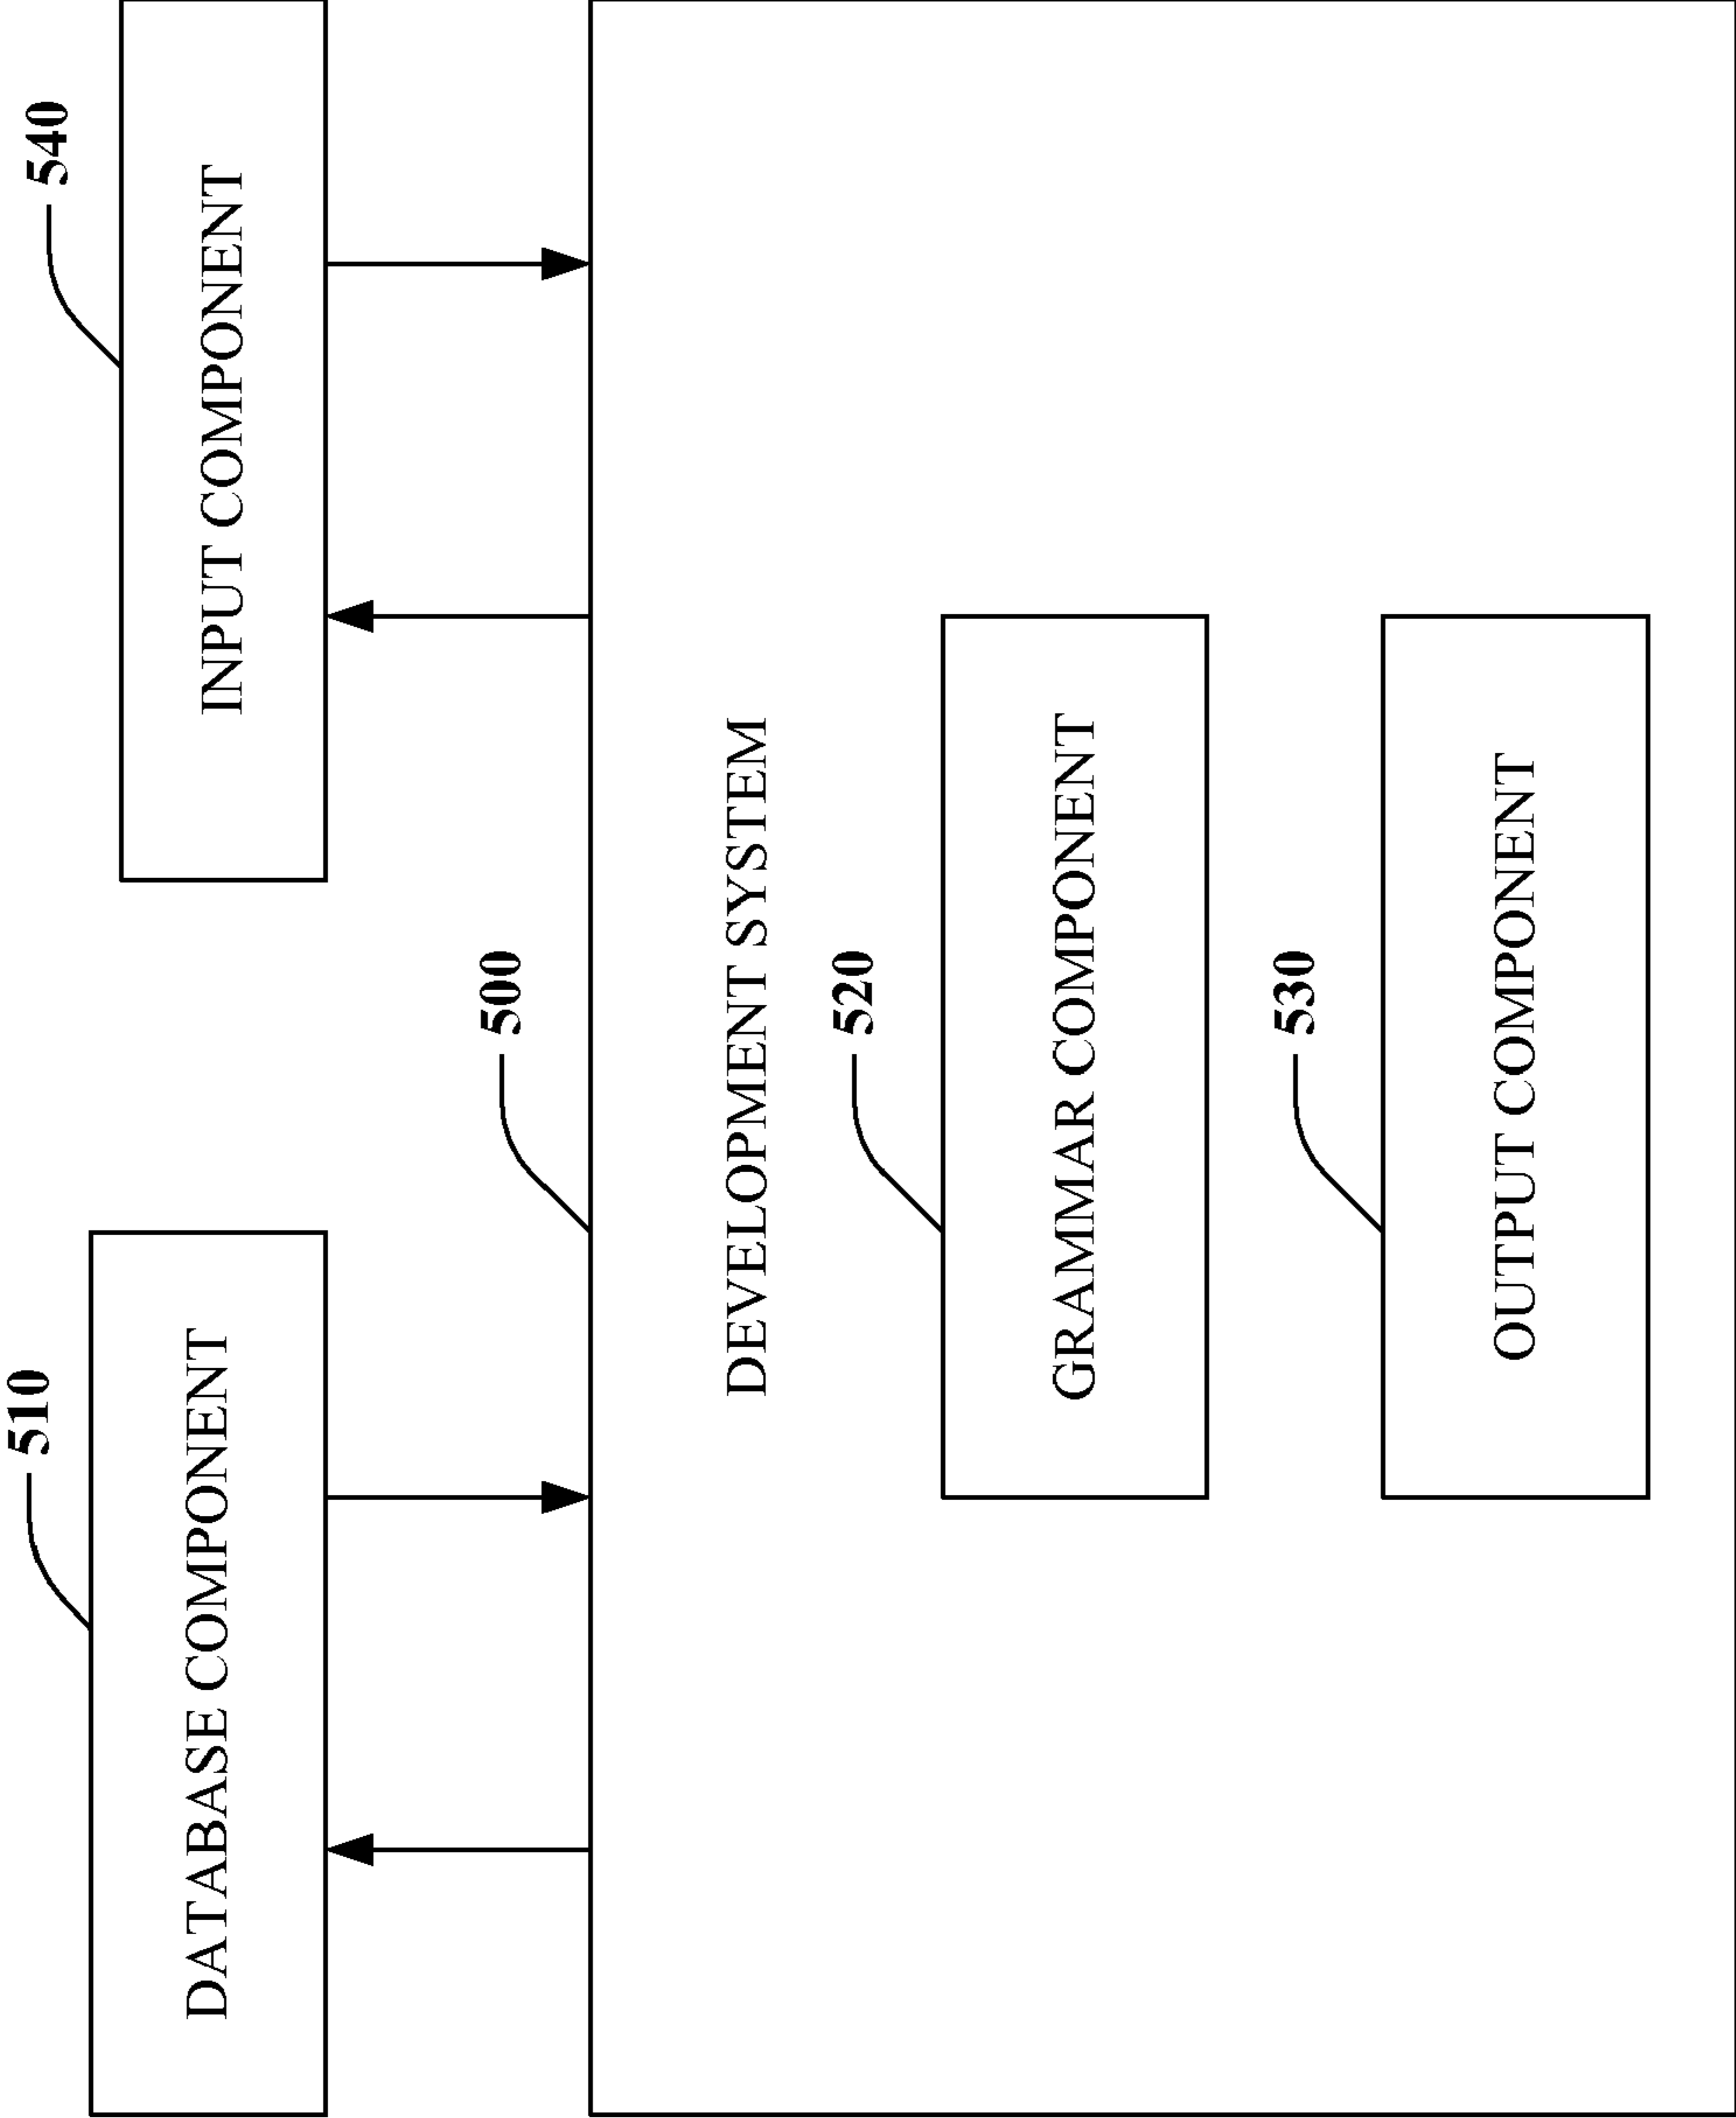 510
540
DATABASE COMPONENT
INPUT COMPONENT
500
DEVELOPMENT SYSTEM
520
GRAMMAR COMPONENT
530
OUTPUT COMPONENT